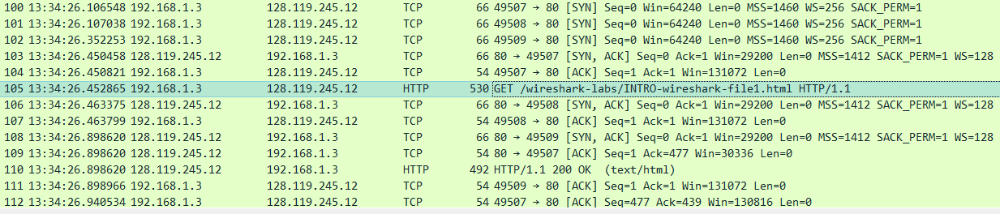 100 13:34:26.106548 192.168.1.3 128.119.245.12 TCP 66 49507 → 80 [SYN] Seq=0 Win=64240 Len=0 MSS=1460 WS=256 SACK_PERM=1
101 13:34:26.107038 192.168.1.3 128.119.245.12 TCP 66 49508 → 80 [SYN] Seq=0 Win=64240 Len=0 MSS=1460 WS=256 SACK_PERM=1
102 13:34:26.352253 192.168.1.3 128.119.245.12 TCP 66 49509 → 80 [SYN] Seq=0 Win=64240 Len=0 MSS=1460 WS=256 SACK_PERM=1
103 13:34:26.450458 128.119.245.12 192.168.1.3 TCP 66 80 → 49507 [SYN, ACK] Seq=0 Ack=1 Win=29200 Len=0 MSS=1412 SACK_PERM=1 WS=128
104 13:34:26.450821 192.168.1.3 128.119.245.12 TCP 54 49507 → 80 [ACK] Seq=1 Ack=1 Win=131072 Len=0
105 13:34:26.452865 192.168.1.3 128.119.245.12 HTTP 530 GET /wireshark-labs/INTRO-wireshark-file1.html HTTP/1.1
106 13:34:26.463375 128.119.245.12 192.168.1.3 TCP 66 80 → 49508 [SYN, ACK] Seq=0 Ack=1 Win=29200 Len=0 MSS=1412 SACK_PERM=1 WS=128
107 13:34:26.463799 192.168.1.3 128.119.245.12 TCP 54 49508 → 80 [ACK] Seq=1 Ack=1 Win=131072 Len=0
108 13:34:26.898620 128.119.245.12 192.168.1.3 TCP 66 80 → 49509 [SYN, ACK] Seq=0 Ack=1 Win=29200 Len=0 MSS=1412 SACK_PERM=1 WS=128
109 13:34:26.898620 128.119.245.12 192.168.1.3 TCP 54 80 → 49507 [ACK] Seq=1 Ack=477 Win=30336 Len=0
110 13:34:26.898620 128.119.245.12 192.168.1.3 HTTP 492 HTTP/1.1 200 OK (text/html)
111 13:34:26.898966 192.168.1.3 128.119.245.12 TCP 54 49509 → 80 [ACK] Seq=1 Ack=1 Win=131072 Len=0
112 13:34:26.940534 192.168.1.3 128.119.245.12 TCP 54 49507 → 80 [ACK] Seq=477 Ack=439 Win=130816 Len=0